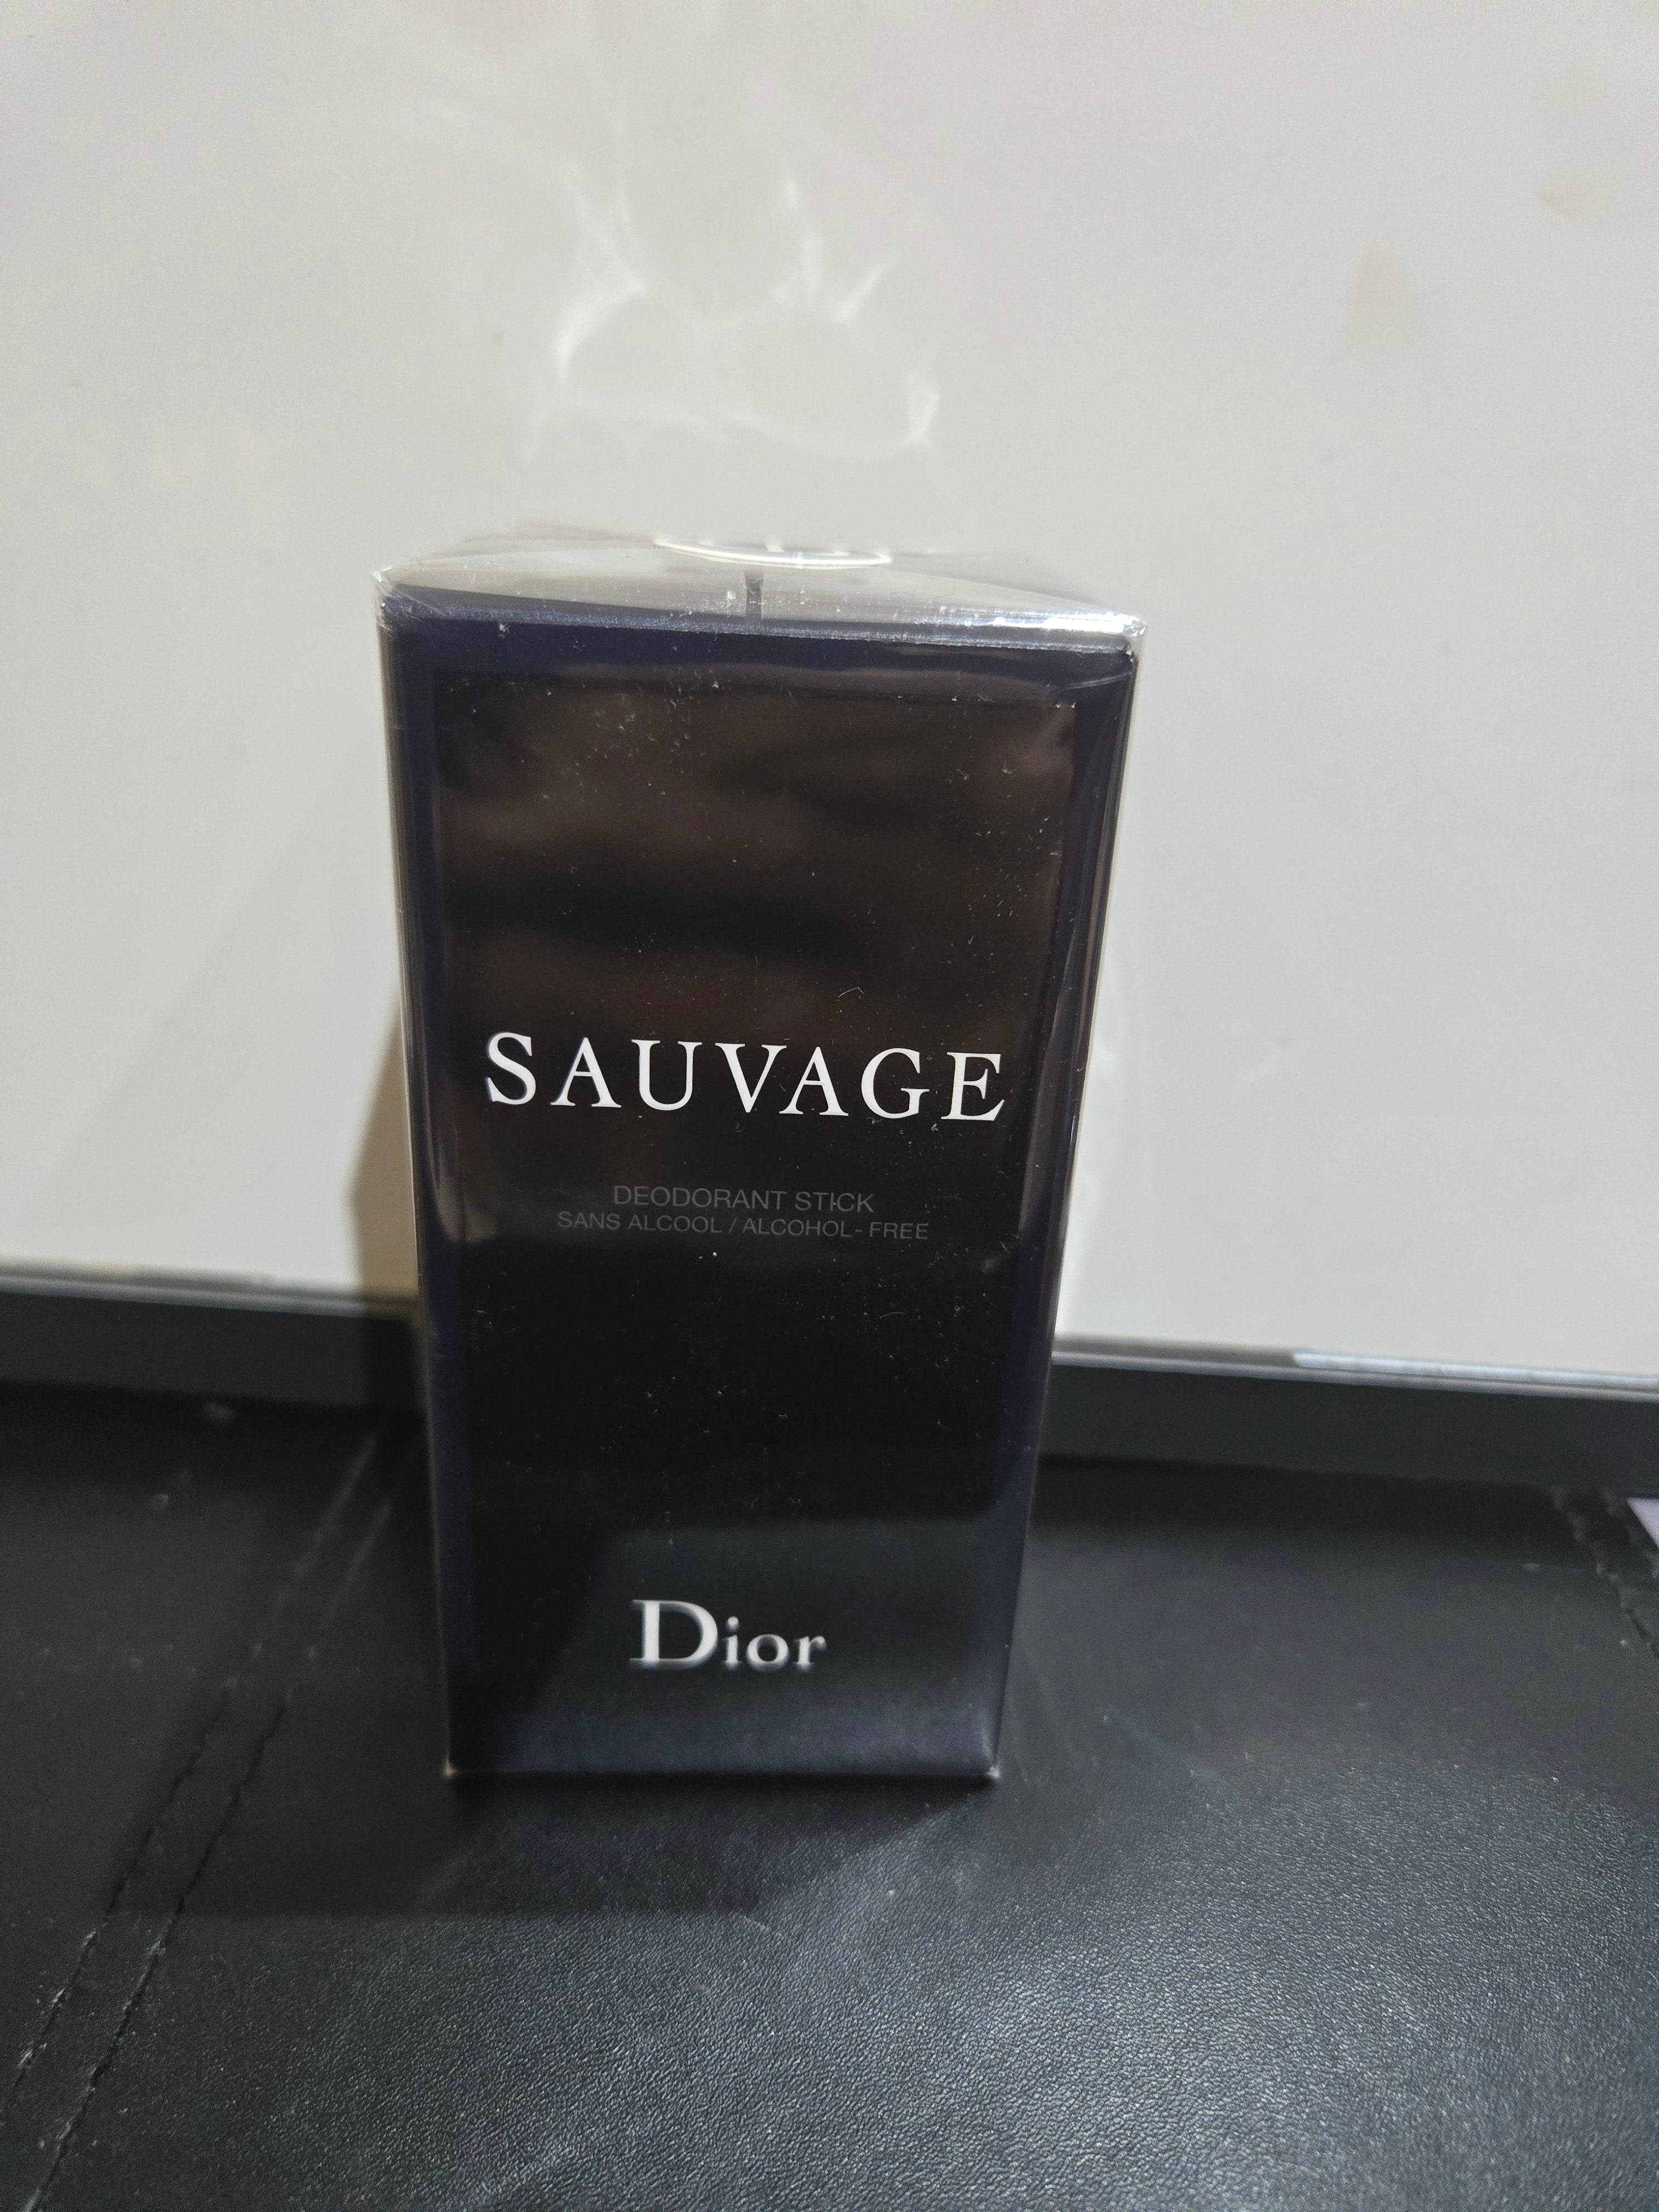 SAUVAGE
DEODORANT STICK
SANS ALCOOL / ALCOHOL-FREE
Dior